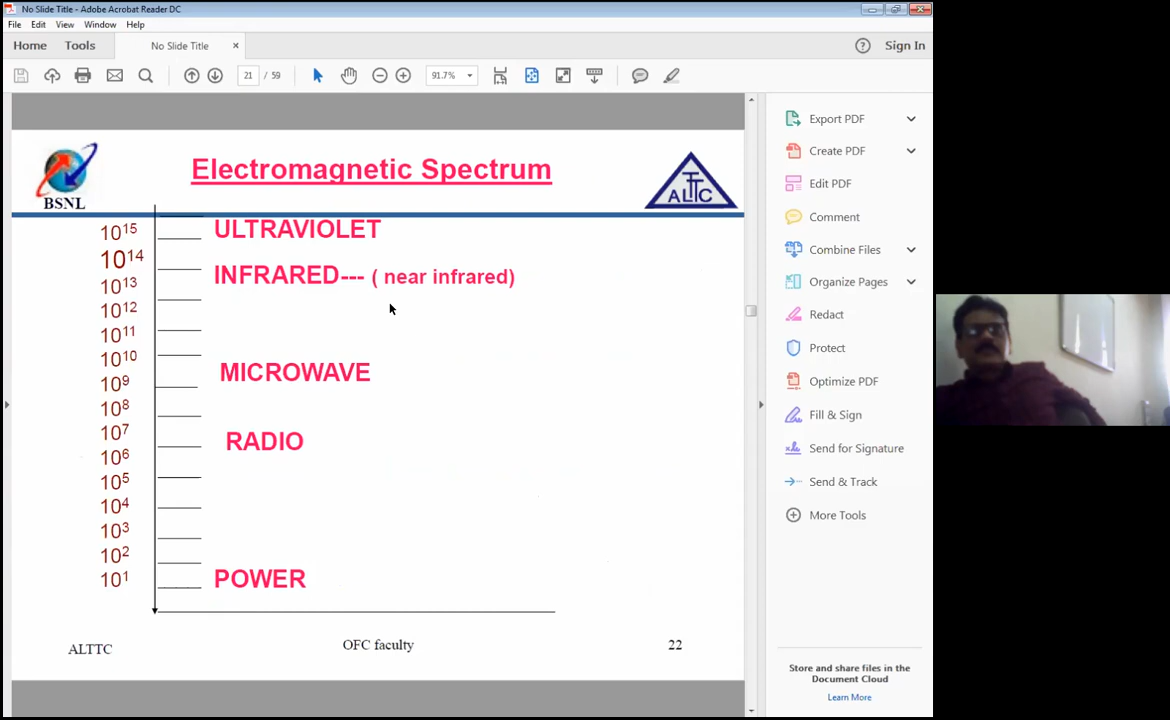 No Slide Title - Adobe Acrobat Reader DC
File Edit View Window Help
Home Tools No Slide Title × ? Sign In
21 / 59 91.7%
Electromagnetic Spectrum
BSNL
ALTTC
10¹⁵ ULTRAVIOLET
10¹⁴
INFRARED--- ( near infrared)
10¹³
10¹²
10¹¹
10¹⁰
MICROWAVE
10⁹
10⁸
10⁷
RADIO
10⁶
10⁵
10⁴
10³
10²
10¹ POWER
ALTTC OFC faculty 22
Export PDF
Create PDF
Edit PDF
Comment
Combine Files
Organize Pages
Redact
Protect
Optimize PDF
Fill & Sign
Send for Signature
Send & Track
More Tools
Store and share files in the
Document Cloud
Learn More